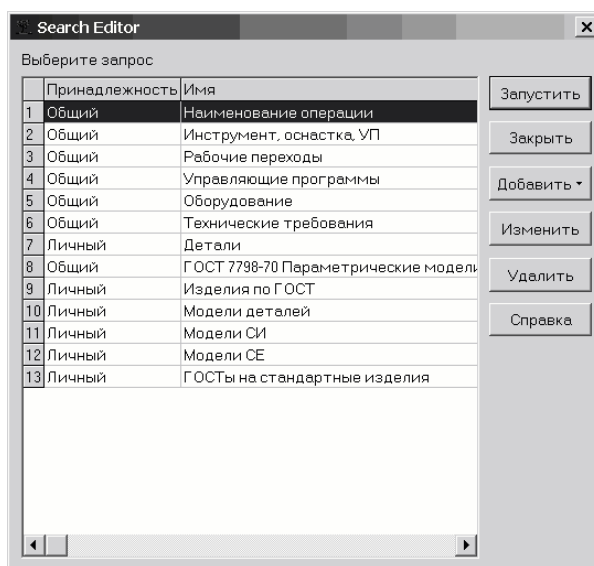 Search Editor
Выберите запрос
Принадлежность Имя
1 Общий Наименование операции
2 Общий Инструмент, оснастка, УП
3 Общий Рабочие переходы
4 Общий Управляющие программы
5 Общий Оборудование
6 Общий Технические требования
7 Личный Детали
8 Общий ГОСТ 7798-70 Параметрические модели
9 Личный Изделия по ГОСТ
10 Личный Модели деталей
11 Личный Модели СИ
12 Личный Модели СЕ
13 Личный ГОСТы на стандартные изделия
Запустить
Закрыть
Добавить
Изменить
Удалить
Справка